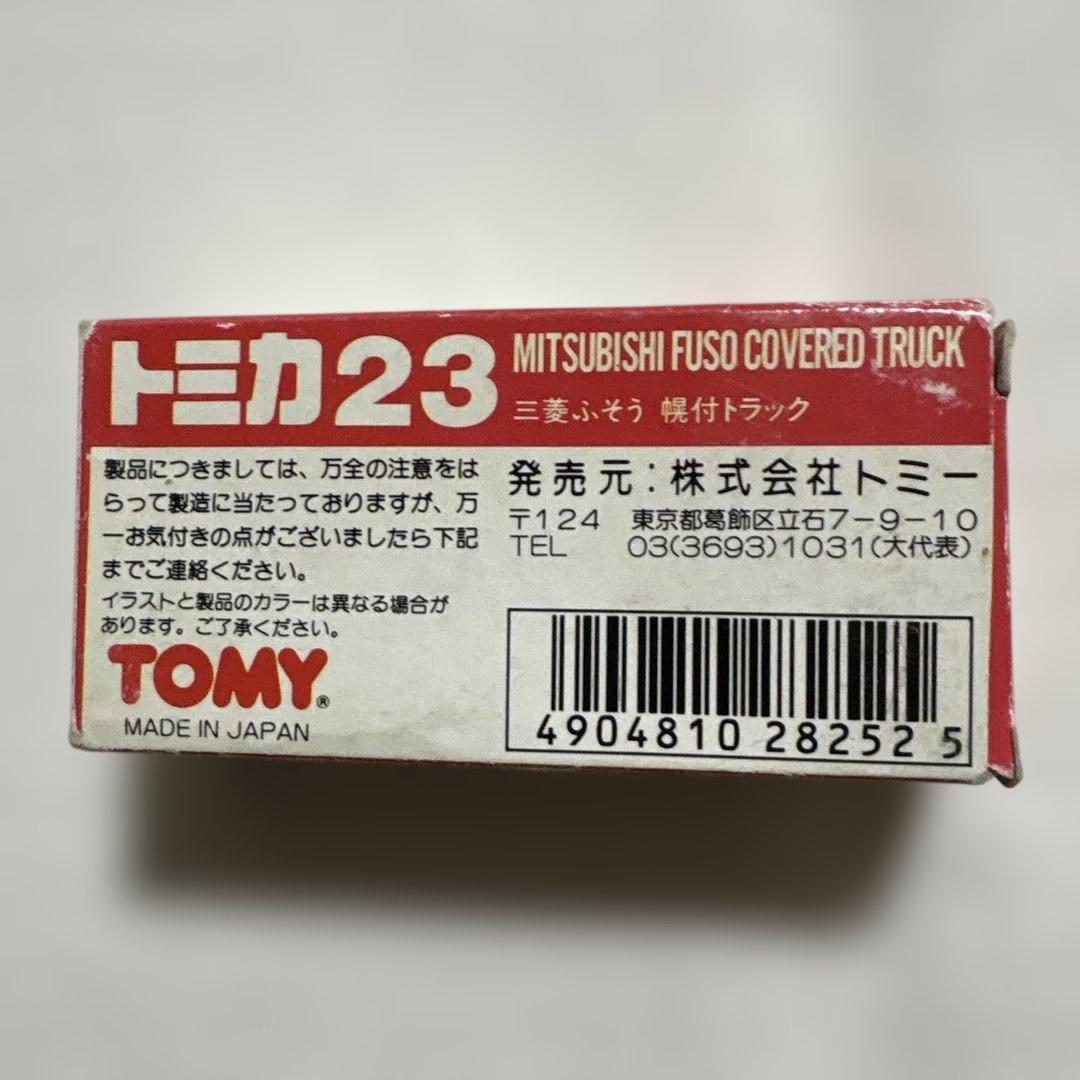 トミカ23
MITSUBISHI FUSO COVERED TRUCK
三菱ふそう 幌付トラック
製品につきましては、万全の注意をは
らって製造に当たっておりますが、万
一お気付きの点がございましたら下記
までご連絡ください。
イラストと製品のカラーは異なる場合が
あります。ご了承ください。
TOMY®
MADE IN JAPAN
発売元:株式会社トミー
〒124 東京都葛飾区立石7-9-10
TEL 03(3693)1031(大代表)
4904810 28252 5